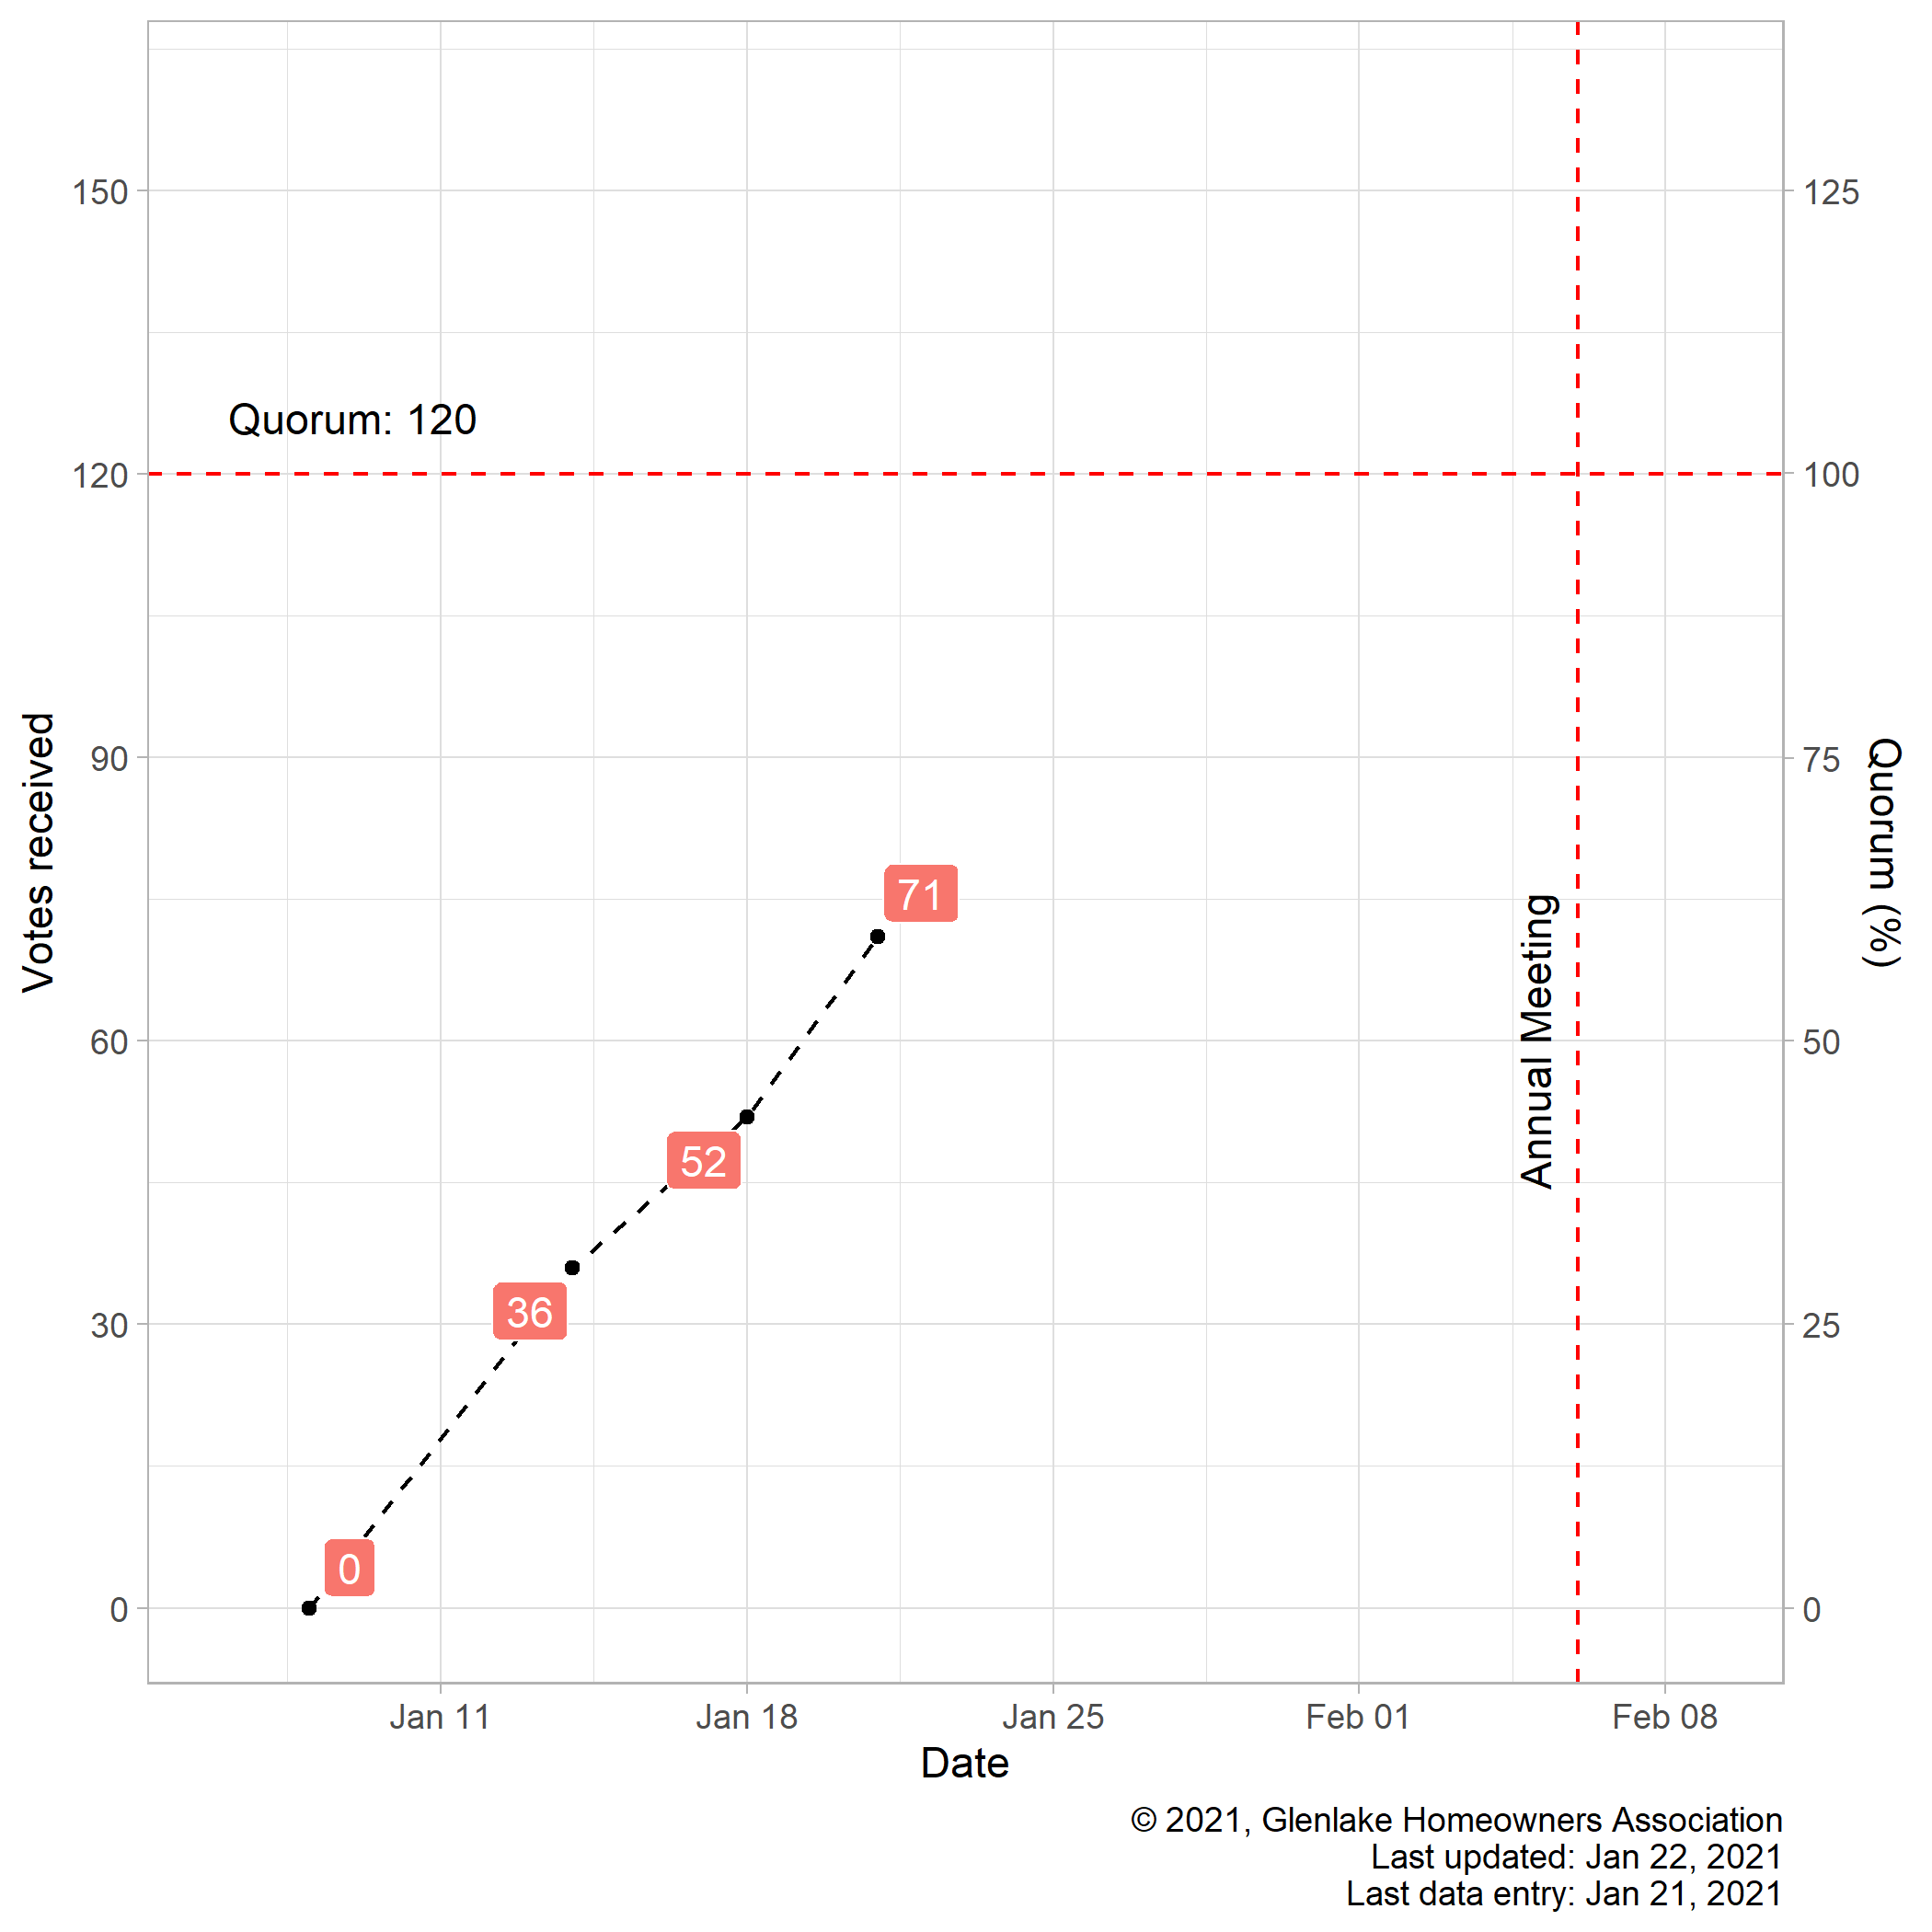 150
125
Quorum: 120
120
100
90
75
Votes received
Quorum (%)
71
Annual Meeting
60
50
52
36
30
25
0
0
0
Jan 11
Jan 18
Jan 25
Feb 01
Feb 08
Date
© 2021, Glenlake Homeowners Association
Last updated: Jan 22, 2021
Last data entry: Jan 21, 2021